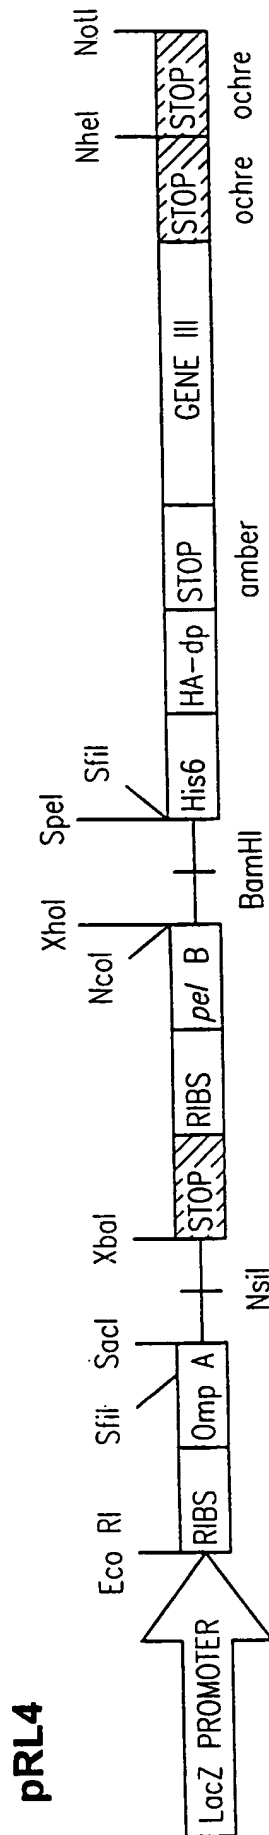 pRL4
LacZ PROMOTER
Eco RI
RIBS
Omp A
SfiI
SacI
NsiI
XbaI
STOP
RIBS
pel B
NcoI
XhoI
BamHI
SpeI
SfiI
His6
HA-dp
STOP
amber
GENE III
STOP
ochre
NheI
STOP
ochre
NotI